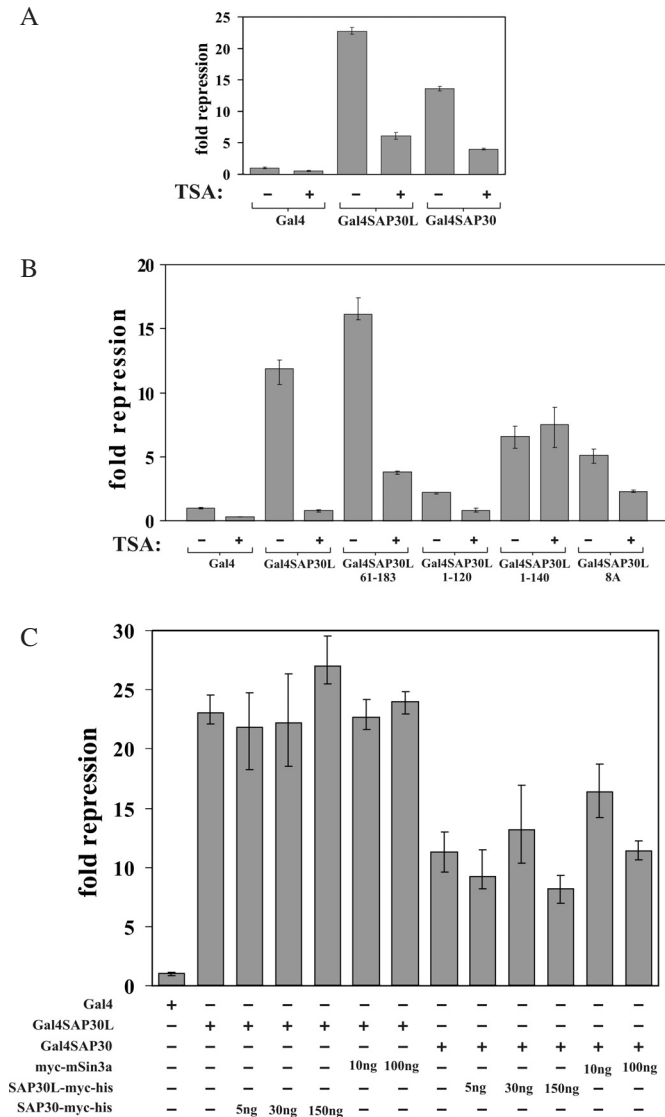 A
fold repression
25
20
15
10
5
0
TSA: – + – + – +
Gal4 Gal4SAP30L Gal4SAP30
B
fold repression
20
15
10
5
0
TSA: – + – + – + – + – + – +
Gal4 Gal4SAP30L Gal4SAP30L Gal4SAP30L Gal4SAP30L Gal4SAP30L
61-183 1-120 1-140 8A
C
fold repression
30
25
20
15
10
5
0
Gal4 + – – – – – – – – – – – –
Gal4SAP30L – + + + + + + – – – – – –
Gal4SAP30 – – – – – – – + + + + + +
myc-mSin3a – – – – – 10ng 100ng – – – – 10ng 100ng
SAP30L-myc-his – – – – – – – – 5ng 30ng 150ng – –
SAP30-myc-his – – 5ng 30ng 150ng – – – – – – – –